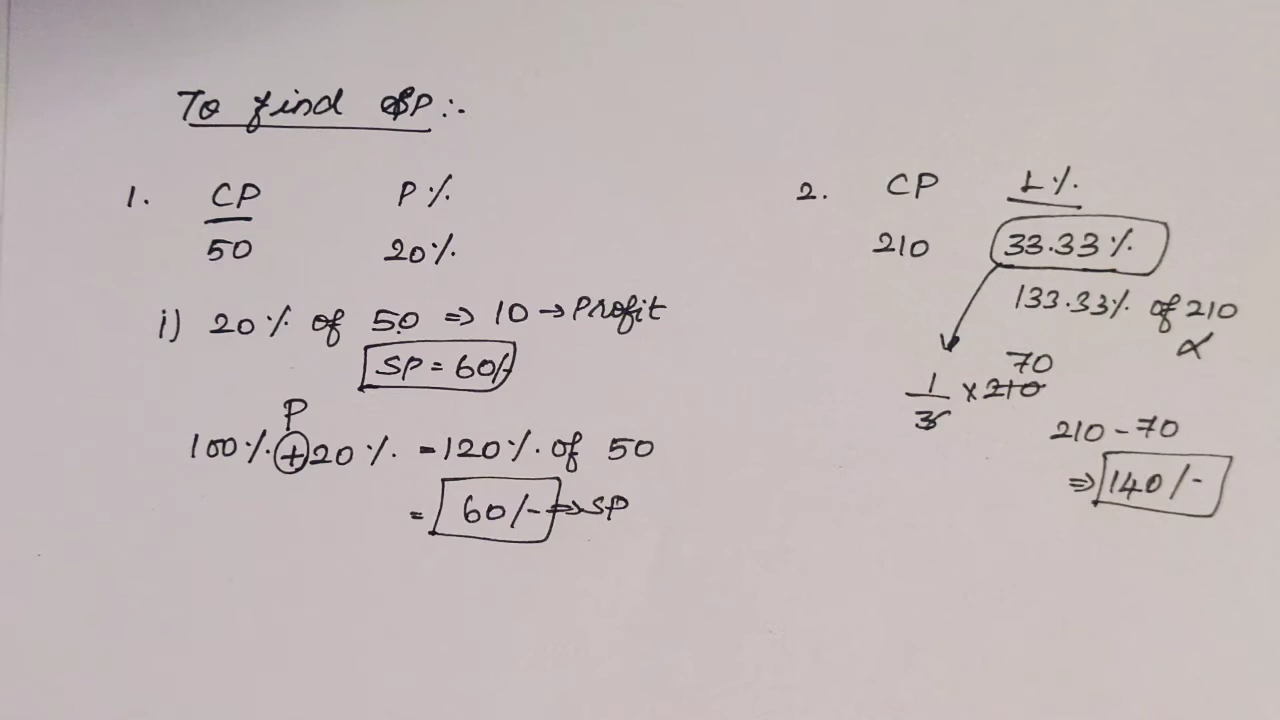 To find SP:-
1. CP P%
50 20%
i) 20% of 50 ⇒ 10 → Profit
SP = 60/-
P
100% + 20% = 120% of 50
= 60/- ⇒ SP
2. CP L%
210 33.33%
133.33% of 210
70
1/3 × 210
210 - 70
⇒ 140/-